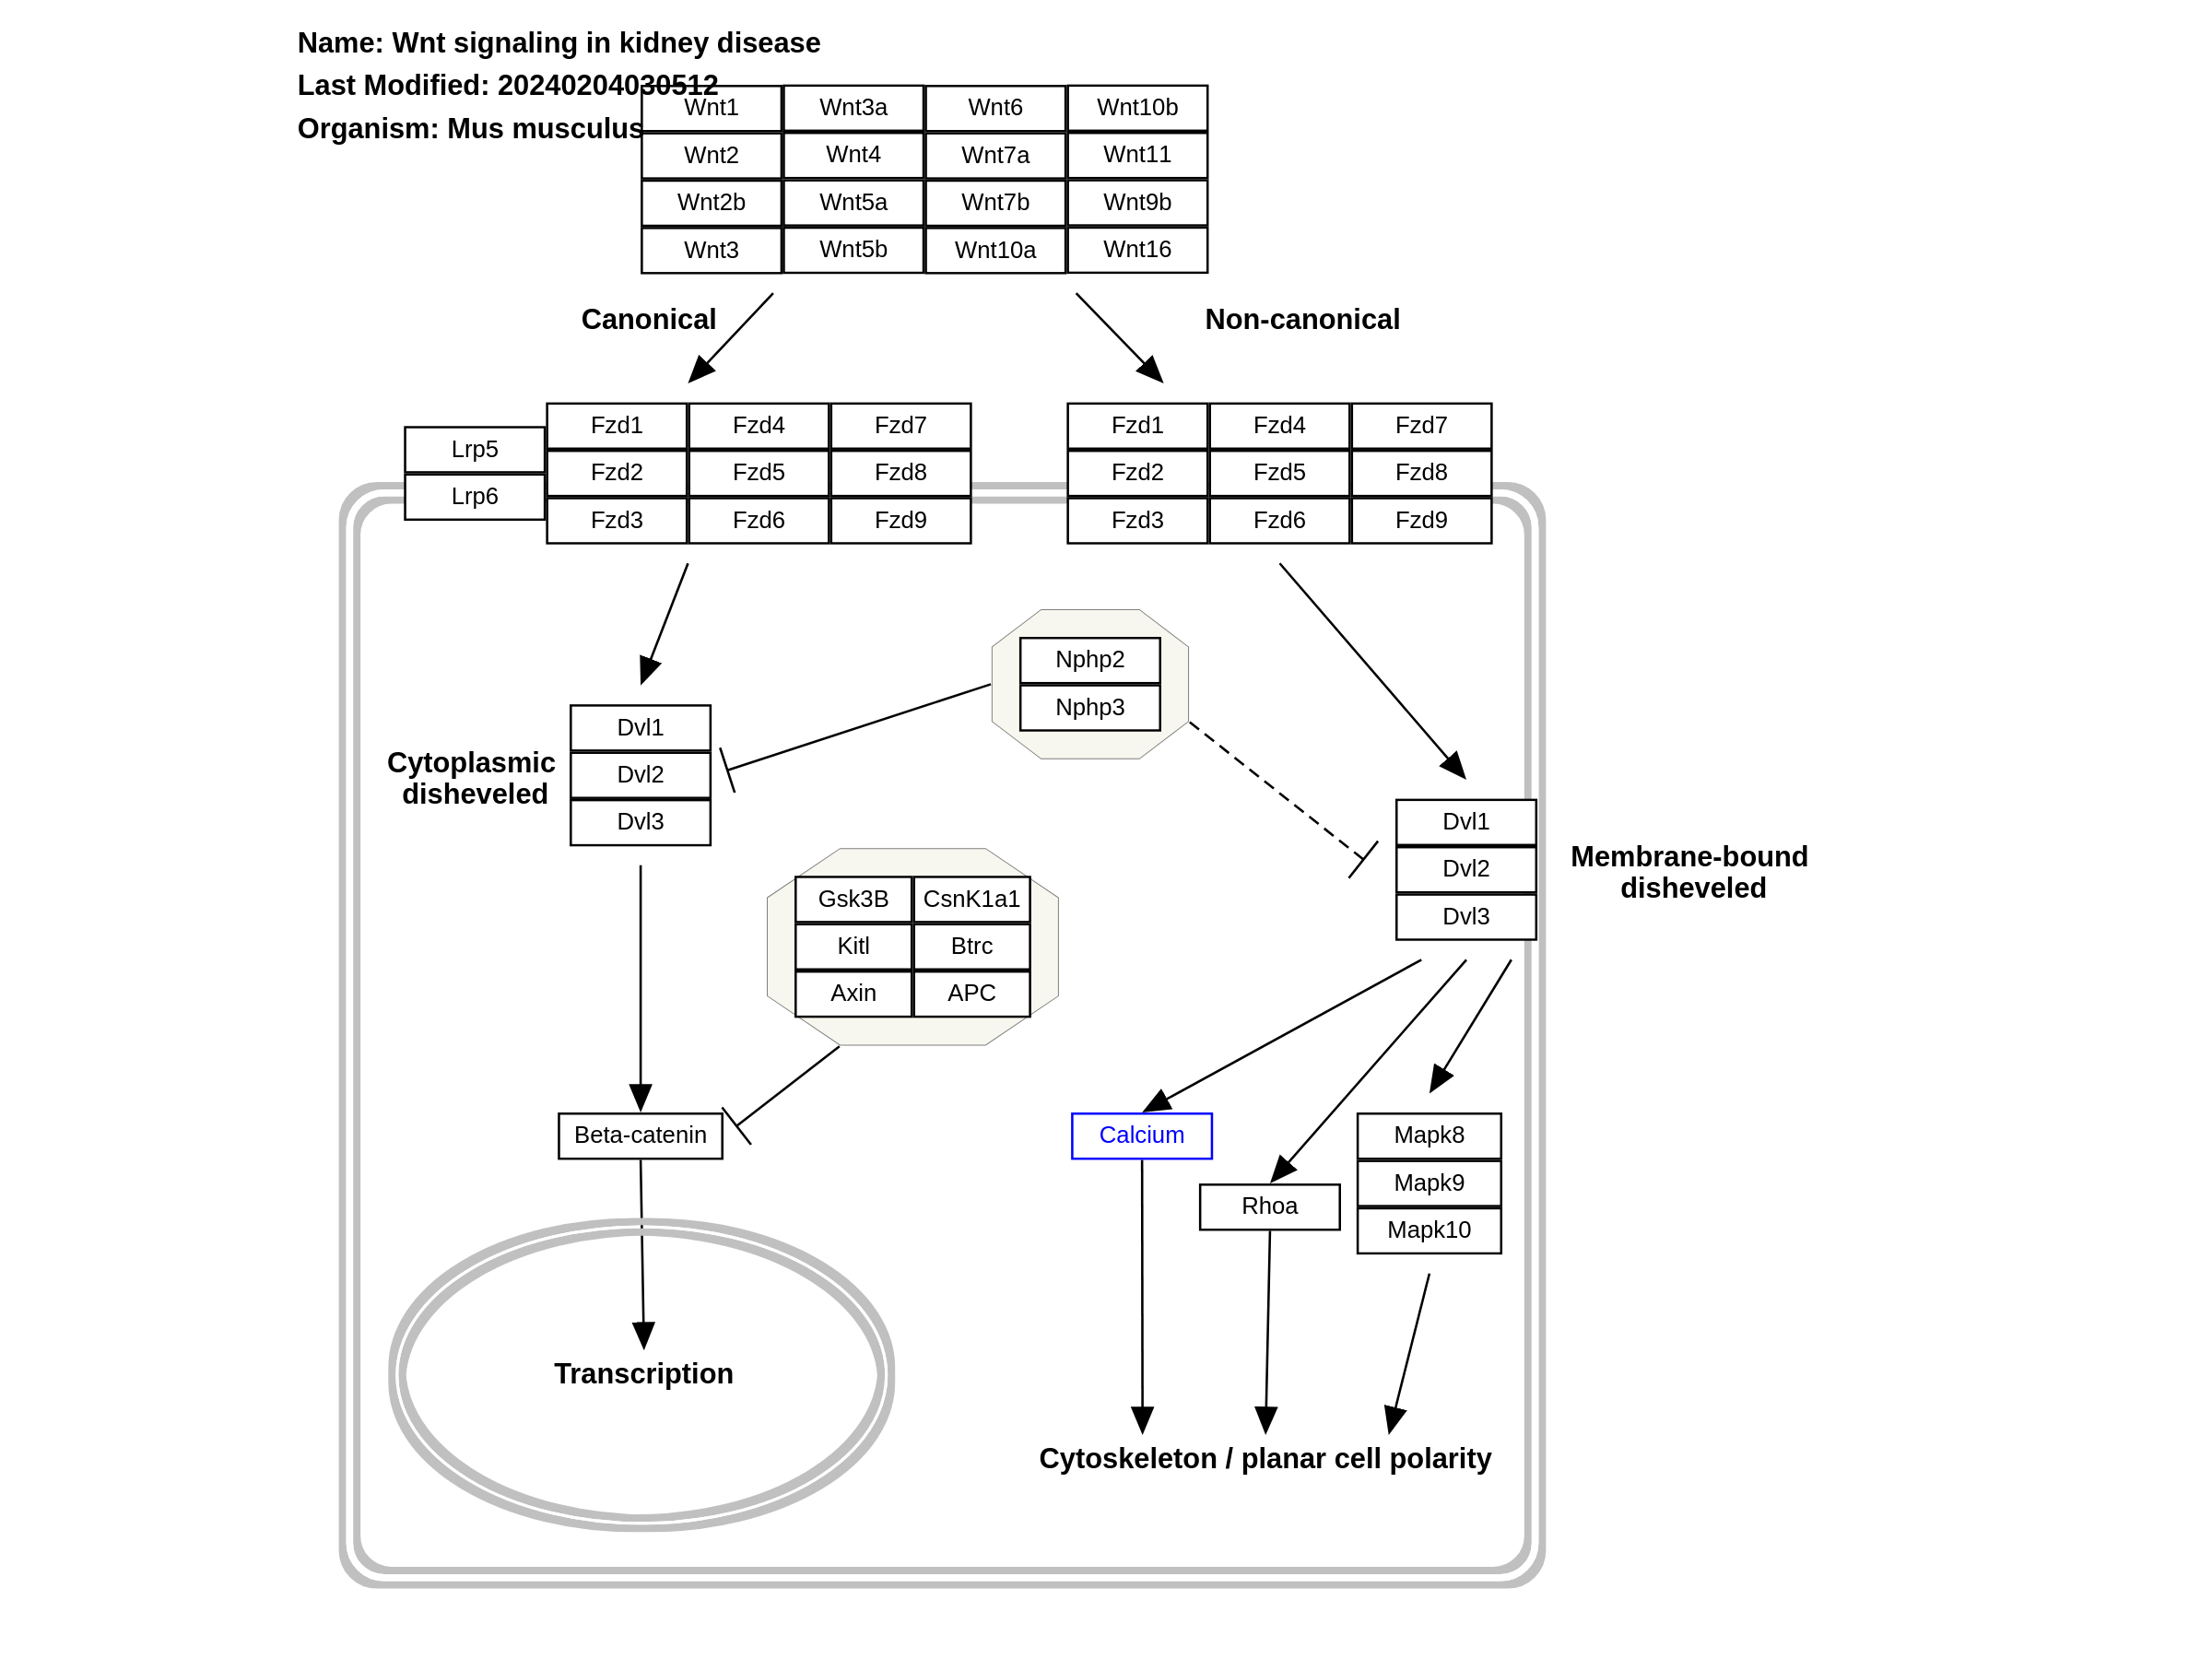 Name: Wnt signaling in kidney disease
Last Modified: 20240204030512
Organism: Mus musculus
Wnt1 Wnt3a Wnt6 Wnt10b
Wnt2 Wnt4 Wnt7a Wnt11
Wnt2b Wnt5a Wnt7b Wnt9b
Wnt3 Wnt5b Wnt10a Wnt16
Canonical Non-canonical
Fzd1 Fzd4 Fzd7 Fzd1 Fzd4 Fzd7
Lrp5
Fzd2 Fzd5 Fzd8 Fzd2 Fzd5 Fzd8
Lrp6
Fzd3 Fzd6 Fzd9 Fzd3 Fzd6 Fzd9
Nphp2
Nphp3
Dvl1
Dvl2
Dvl3
Cytoplasmic
disheveled
Dvl1
Dvl2
Dvl3
Membrane-bound
disheveled
Gsk3B CsnK1a1
Kitl Btrc
Axin APC
Beta-catenin
Calcium
Rhoa
Mapk8
Mapk9
Mapk10
Transcription
Cytoskeleton / planar cell polarity